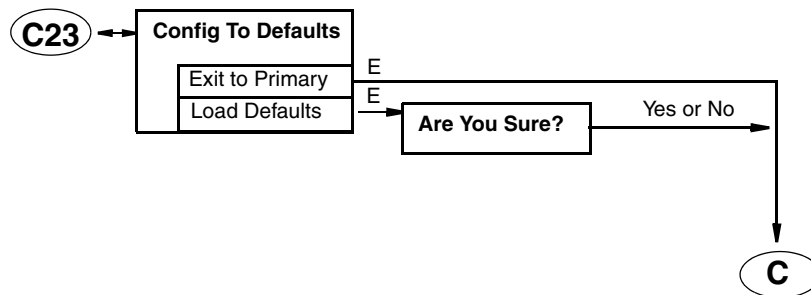 C23
Config To Defaults
Exit to Primary
E
Load Defaults
E
Are You Sure?
Yes or No
C